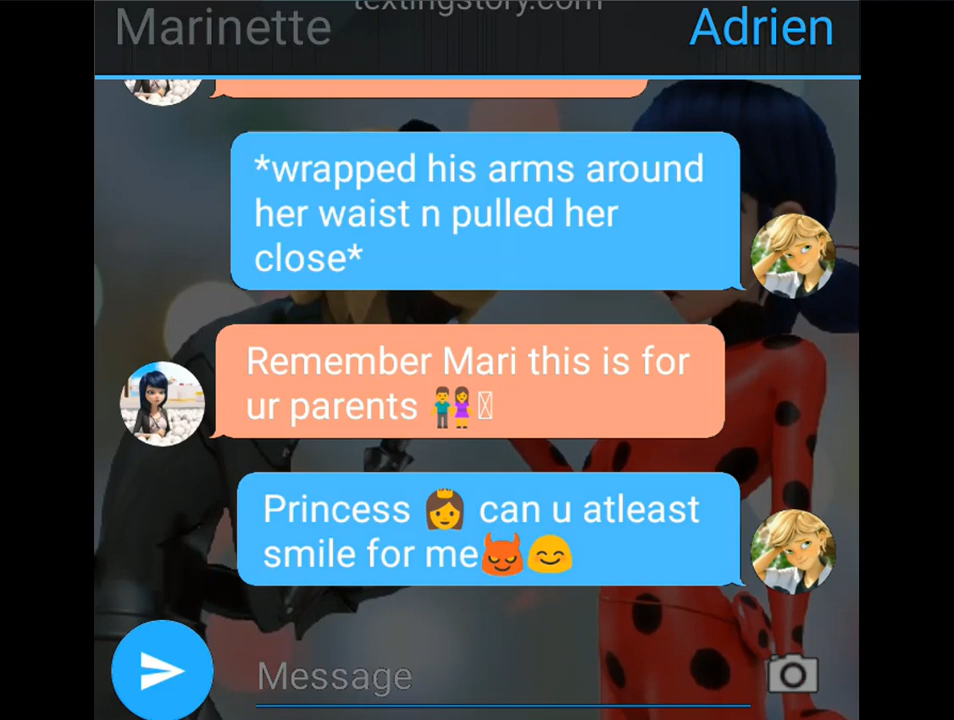 textingstory.com
Marinette Adrien
*wrapped his arms around
her waist n pulled her
close*
Remember Mari this is for
ur parents 👫
Princess 👸 can u atleast
smile for me👿😊
Message